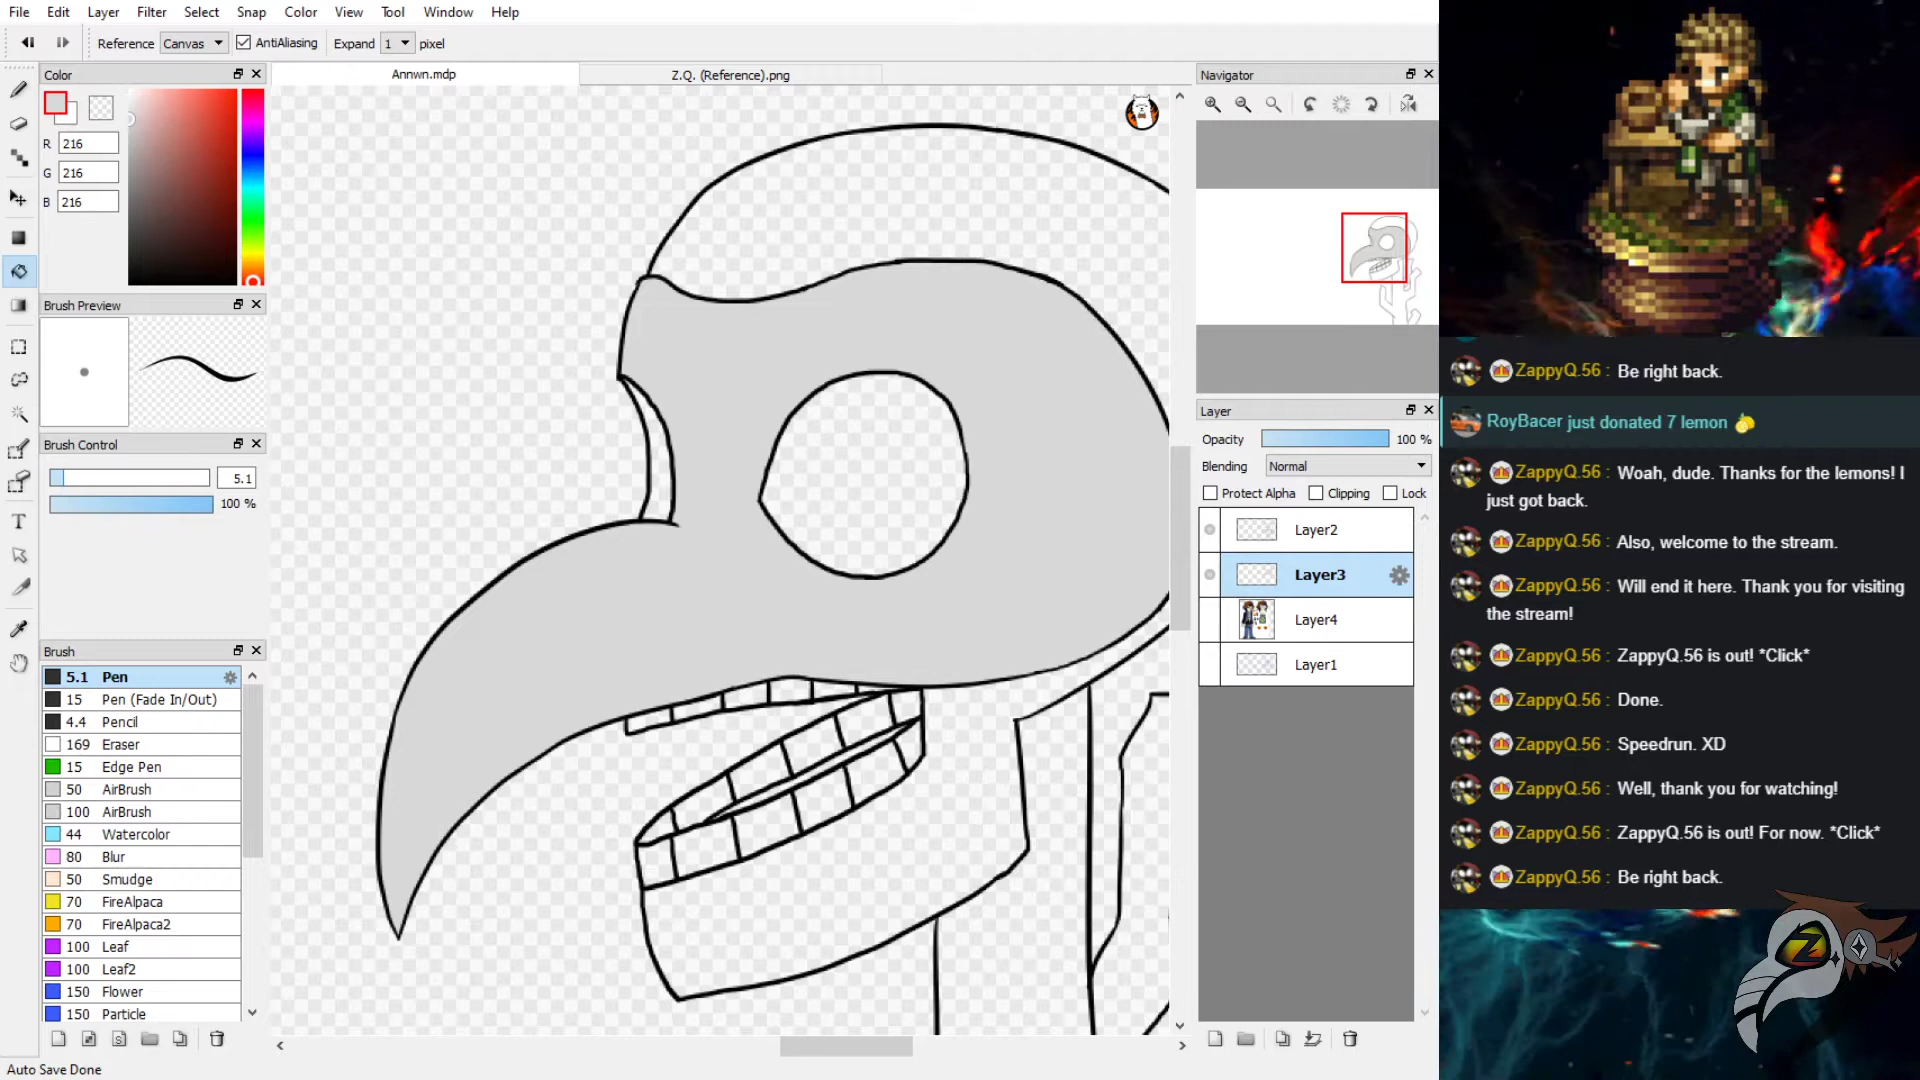 File Edit Layer Filter Select Snap Color View Tool Window Help
Reference Canvas AntiAliasing Expand 1 pixel
Color
R 216
G 216
B 216
Brush Preview
Brush Control
5.1
100 %
Brush
5.1 Pen
15 Pen (Fade In/Out)
4.4 Pencil
169 Eraser
15 Edge Pen
50 AirBrush
100 AirBrush
44 Watercolor
80 Blur
50 Smudge
70 FireAlpaca
70 FireAlpaca2
100 Leaf
100 Leaf2
150 Flower
150 Particle
Auto Save Done
Annwn.mdp
Z.Q. (Reference).png
Navigator
Layer
Opacity 100 %
Blending Normal
Protect Alpha Clipping Lock
Layer2
Layer3
Layer4
Layer1
ZappyQ.56 : Be right back.
RoyBacer just donated 7 lemon
ZappyQ.56 : Woah, dude. Thanks for the lemons! I
just got back.
ZappyQ.56 : Also, welcome to the stream.
ZappyQ.56 : Will end it here. Thank you for visiting
the stream!
ZappyQ.56 : ZappyQ.56 is out! *Click*
ZappyQ.56 : Done.
ZappyQ.56 : Speedrun. XD
ZappyQ.56 : Well, thank you for watching!
ZappyQ.56 : ZappyQ.56 is out! For now. *Click*
ZappyQ.56 : Be right back.
Z